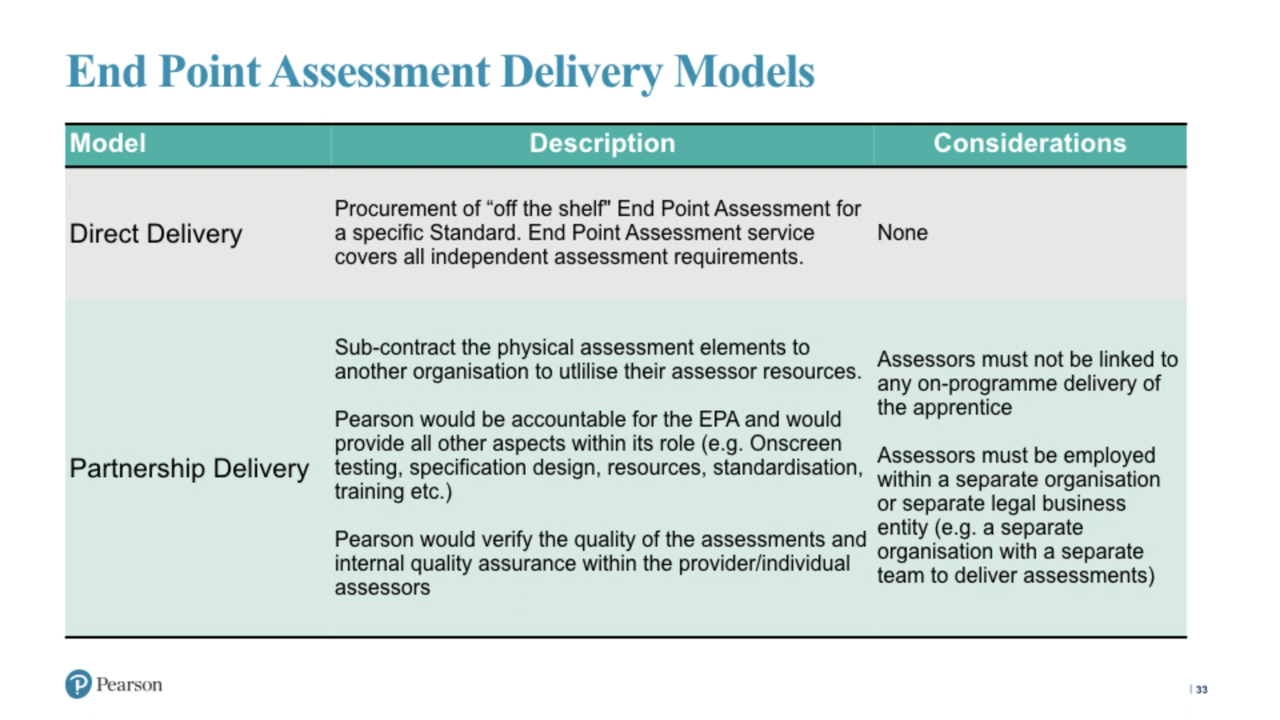 End Point Assessment Delivery Models
Model Description Considerations
Direct Delivery
Procurement of “off the shelf" End Point Assessment for
a specific Standard. End Point Assessment service
covers all independent assessment requirements.
None
Partnership Delivery
Sub-contract the physical assessment elements to
another organisation to utlilise their assessor resources.
Pearson would be accountable for the EPA and would
provide all other aspects within its role (e.g. Onscreen
testing, specification design, resources, standardisation,
training etc.)
Pearson would verify the quality of the assessments and
internal quality assurance within the provider/individual
assessors
Assessors must not be linked to
any on-programme delivery of
the apprentice
Assessors must be employed
within a separate organisation
or separate legal business
entity (e.g. a separate
organisation with a separate
team to deliver assessments)
P Pearson
| 33